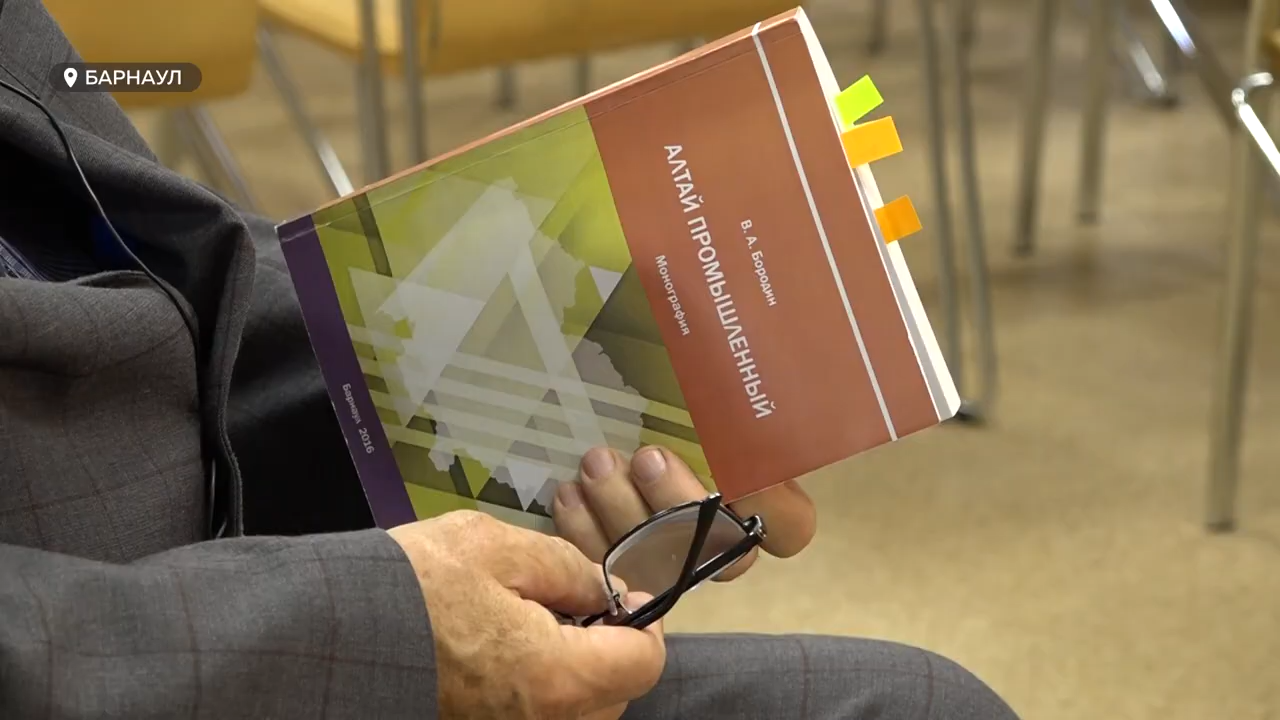 БАРНАУЛ
В. А. Бородин
АЛТАЙ ПРОМЫШЛЕННЫЙ
Монография
Барнаул 2016